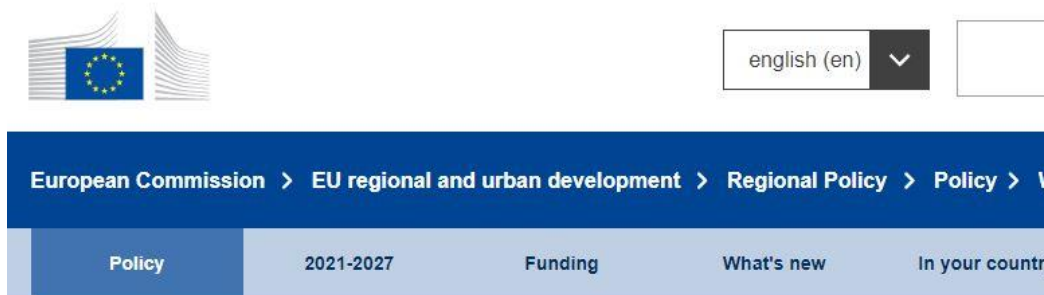 english (en)
European Commission > EU regional and urban development > Regional Policy > Policy >
Policy 2021-2027 Funding What's new In your